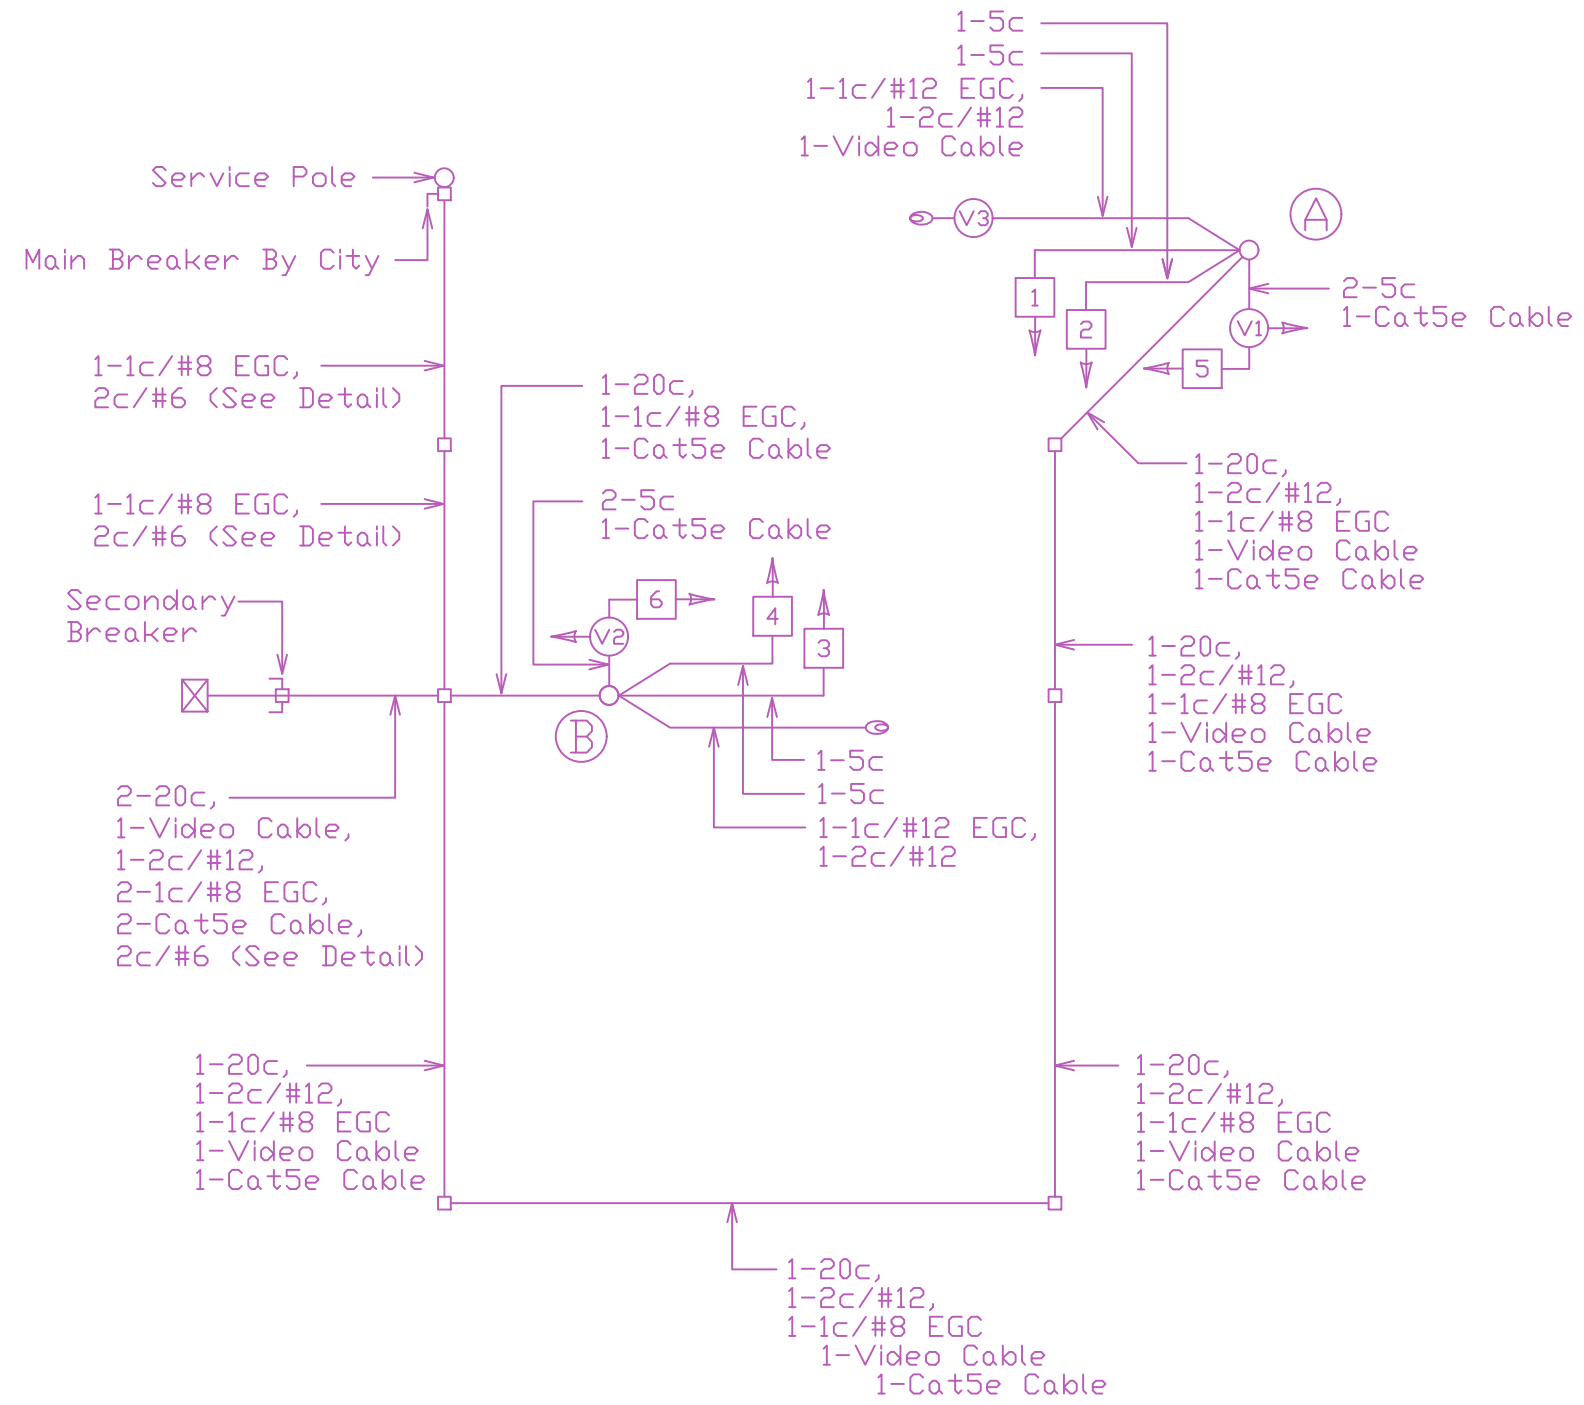 1-5c
1-5c
1-1c/#12 EGC,
1-2c/#12
1-Video Cable
Service Pole
Main Breaker By City
V3
A
1
2
V1
5
2-5c
1-Cat5e Cable
1-1c/#8 EGC,
2c/#6 (See Detail)
1-20c,
1-1c/#8 EGC,
1-Cat5e Cable
1-20c,
1-2c/#12,
1-1c/#8 EGC
1-Video Cable
1-Cat5e Cable
1-1c/#8 EGC,
2c/#6 (See Detail)
2-5c
1-Cat5e Cable
Secondary
Breaker
6
4
V2
3
B
1-20c,
1-2c/#12,
1-1c/#8 EGC
1-Video Cable
1-Cat5e Cable
1-5c
1-5c
1-1c/#12 EGC,
1-2c/#12
2-20c,
1-Video Cable,
1-2c/#12,
2-1c/#8 EGC,
2-Cat5e Cable,
2c/#6 (See Detail)
1-20c,
1-2c/#12,
1-1c/#8 EGC
1-Video Cable
1-Cat5e Cable
1-20c,
1-2c/#12,
1-1c/#8 EGC
1-Video Cable
1-Cat5e Cable
1-20c,
1-2c/#12,
1-1c/#8 EGC
1-Video Cable
1-Cat5e Cable